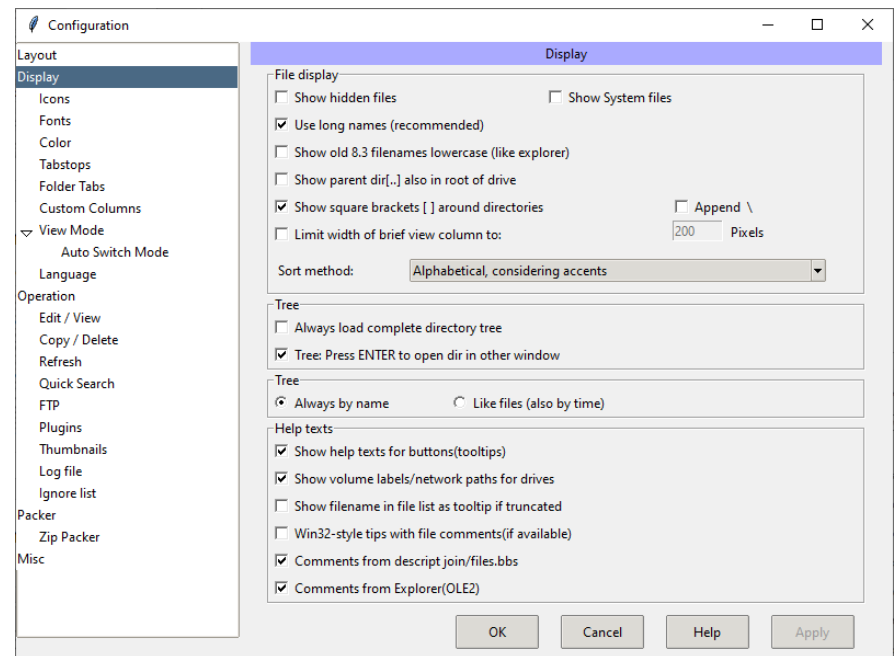 Configuration
Layout
Display
Icons
Fonts
Color
Tabstops
Folder Tabs
Custom Columns
View Mode
Auto Switch Mode
Language
Operation
Edit / View
Copy / Delete
Refresh
Quick Search
FTP
Plugins
Thumbnails
Log file
Ignore list
Packer
Zip Packer
Misc
Display
File display
Show hidden files Show System files
Use long names (recommended)
Show old 8.3 filenames lowercase (like explorer)
Show parent dir[..] also in root of drive
Show square brackets [ ] around directories Append \
Limit width of brief view column to: 200 Pixels
Sort method: Alphabetical, considering accents
Tree
Always load complete directory tree
Tree: Press ENTER to open dir in other window
Tree
Always by name Like files (also by time)
Help texts
Show help texts for buttons(tooltips)
Show volume labels/network paths for drives
Show filename in file list as tooltip if truncated
Win32-style tips with file comments(if available)
Comments from descript join/files.bbs
Comments from Explorer(OLE2)
OK Cancel Help Apply